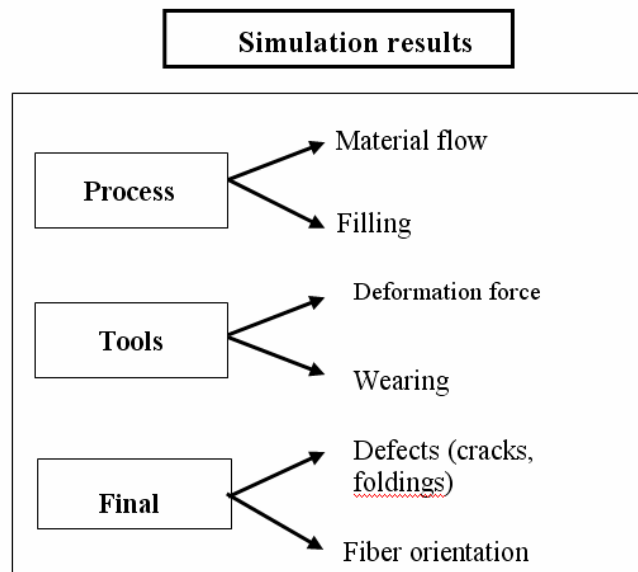 Simulation results
Process
Material flow
Filling
Tools
Deformation force
Wearing
Final
Defects (cracks,
foldings)
Fiber orientation